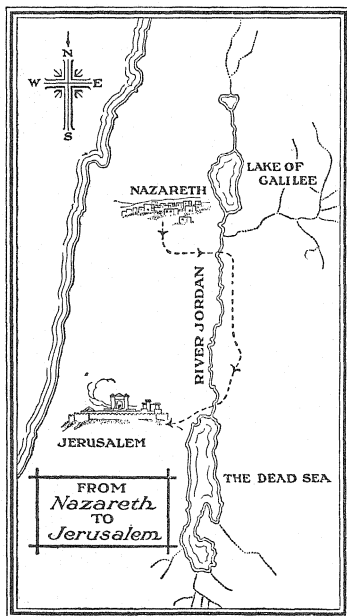 N
W E
S
LAKE OF
GALILEE
NAZARETH
RIVER JORDAN
JERUSALEM
THE DEAD SEA
FROM
Nazareth
TO
Jerusalem